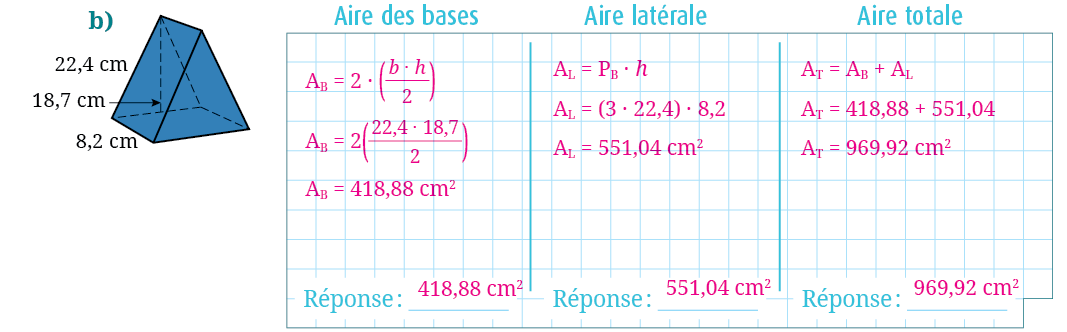 b)
22,4 cm
18,7 cm
8,2 cm
Aire des bases
A_B = 2 · (b · h / 2)
A_B = 2(22,4 · 18,7 / 2)
A_B = 418,88 cm²
Réponse : 418,88 cm²
Aire latérale
A_L = P_B · h
A_L = (3 · 22,4) · 8,2
A_L = 551,04 cm²
Réponse : 551,04 cm²
Aire totale
A_T = A_B + A_L
A_T = 418,88 + 551,04
A_T = 969,92 cm²
Réponse : 969,92 cm²